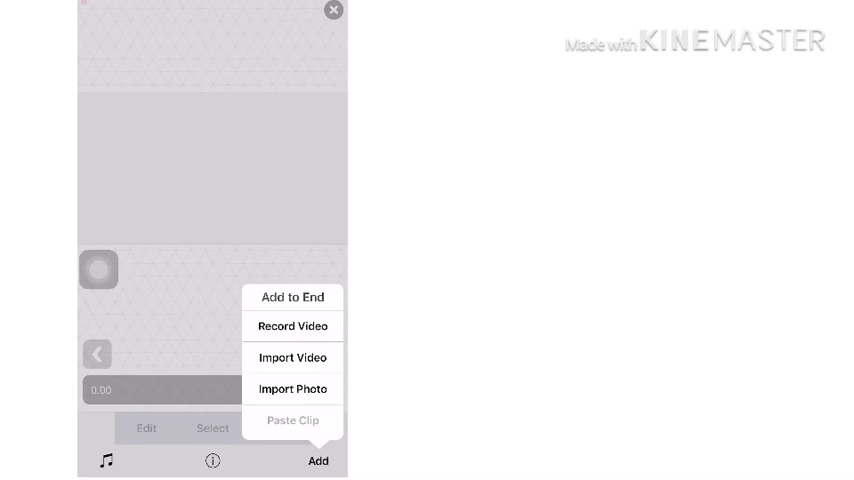 Made with KINEMASTER
Add to End
Record Video
Import Video
Import Photo
Paste Clip
0.00
Edit
Select
Add